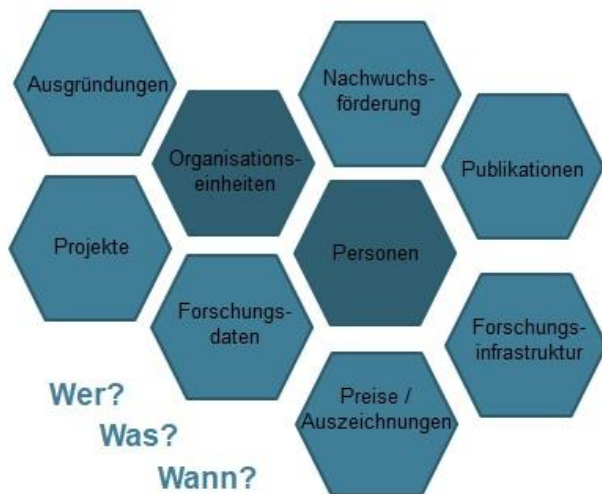 Ausgründungen
Nachwuchs-
förderung
Organisations-
einheiten
Publikationen
Projekte
Personen
Forschungs-
daten
Forschungs-
infrastruktur
Preise /
Auszeichnungen
Wer?
Was?
Wann?